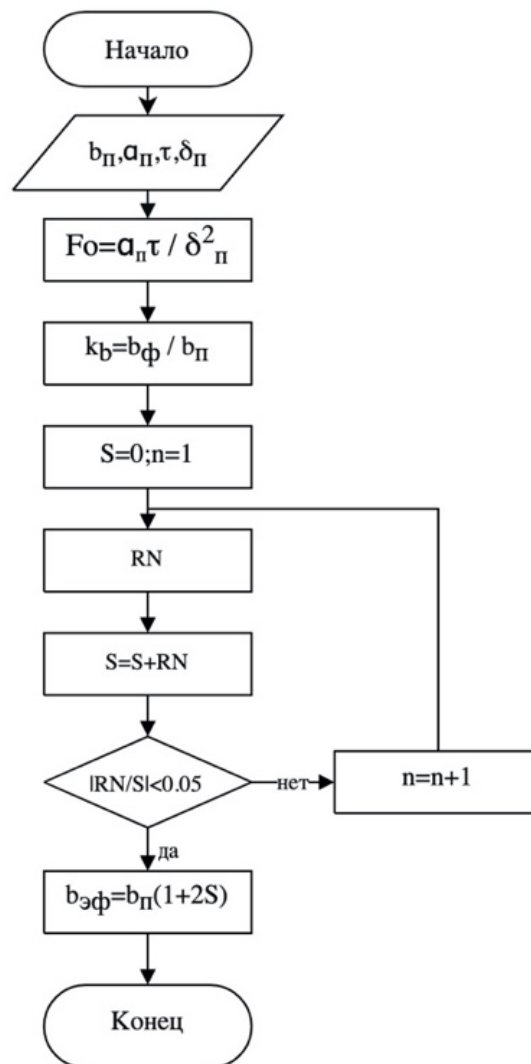 Начало
bп,aп,τ,δп
Fo=aпτ / δ²п
kb=bф / bп
S=0;n=1
RN
S=S+RN
|RN/S|<0.05
нет
n=n+1
да
bэф=bп(1+2S)
Конец